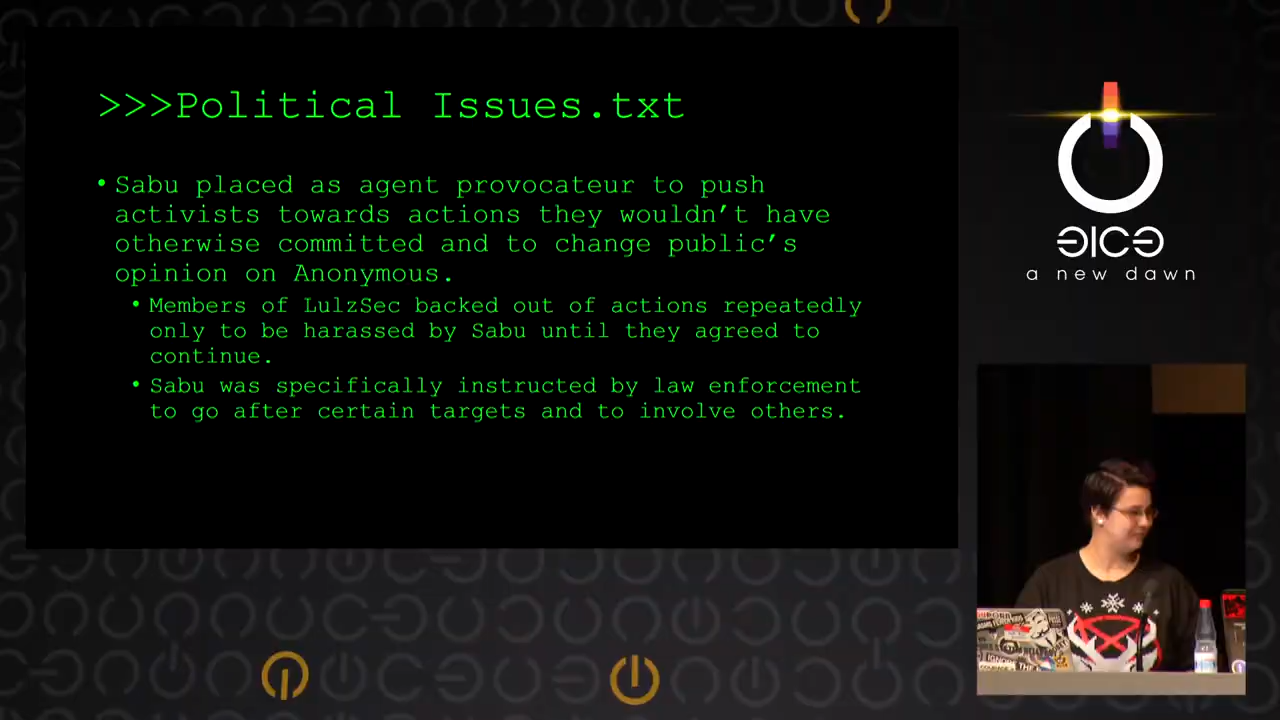 >>>Political Issues.txt
• Sabu placed as agent provocateur to push
activists towards actions they wouldn’t have
otherwise committed and to change public’s
opinion on Anonymous.
• Members of LulzSec backed out of actions repeatedly
only to be harassed by Sabu until they agreed to
continue.
• Sabu was specifically instructed by law enforcement
to go after certain targets and to involve others.
a new dawn